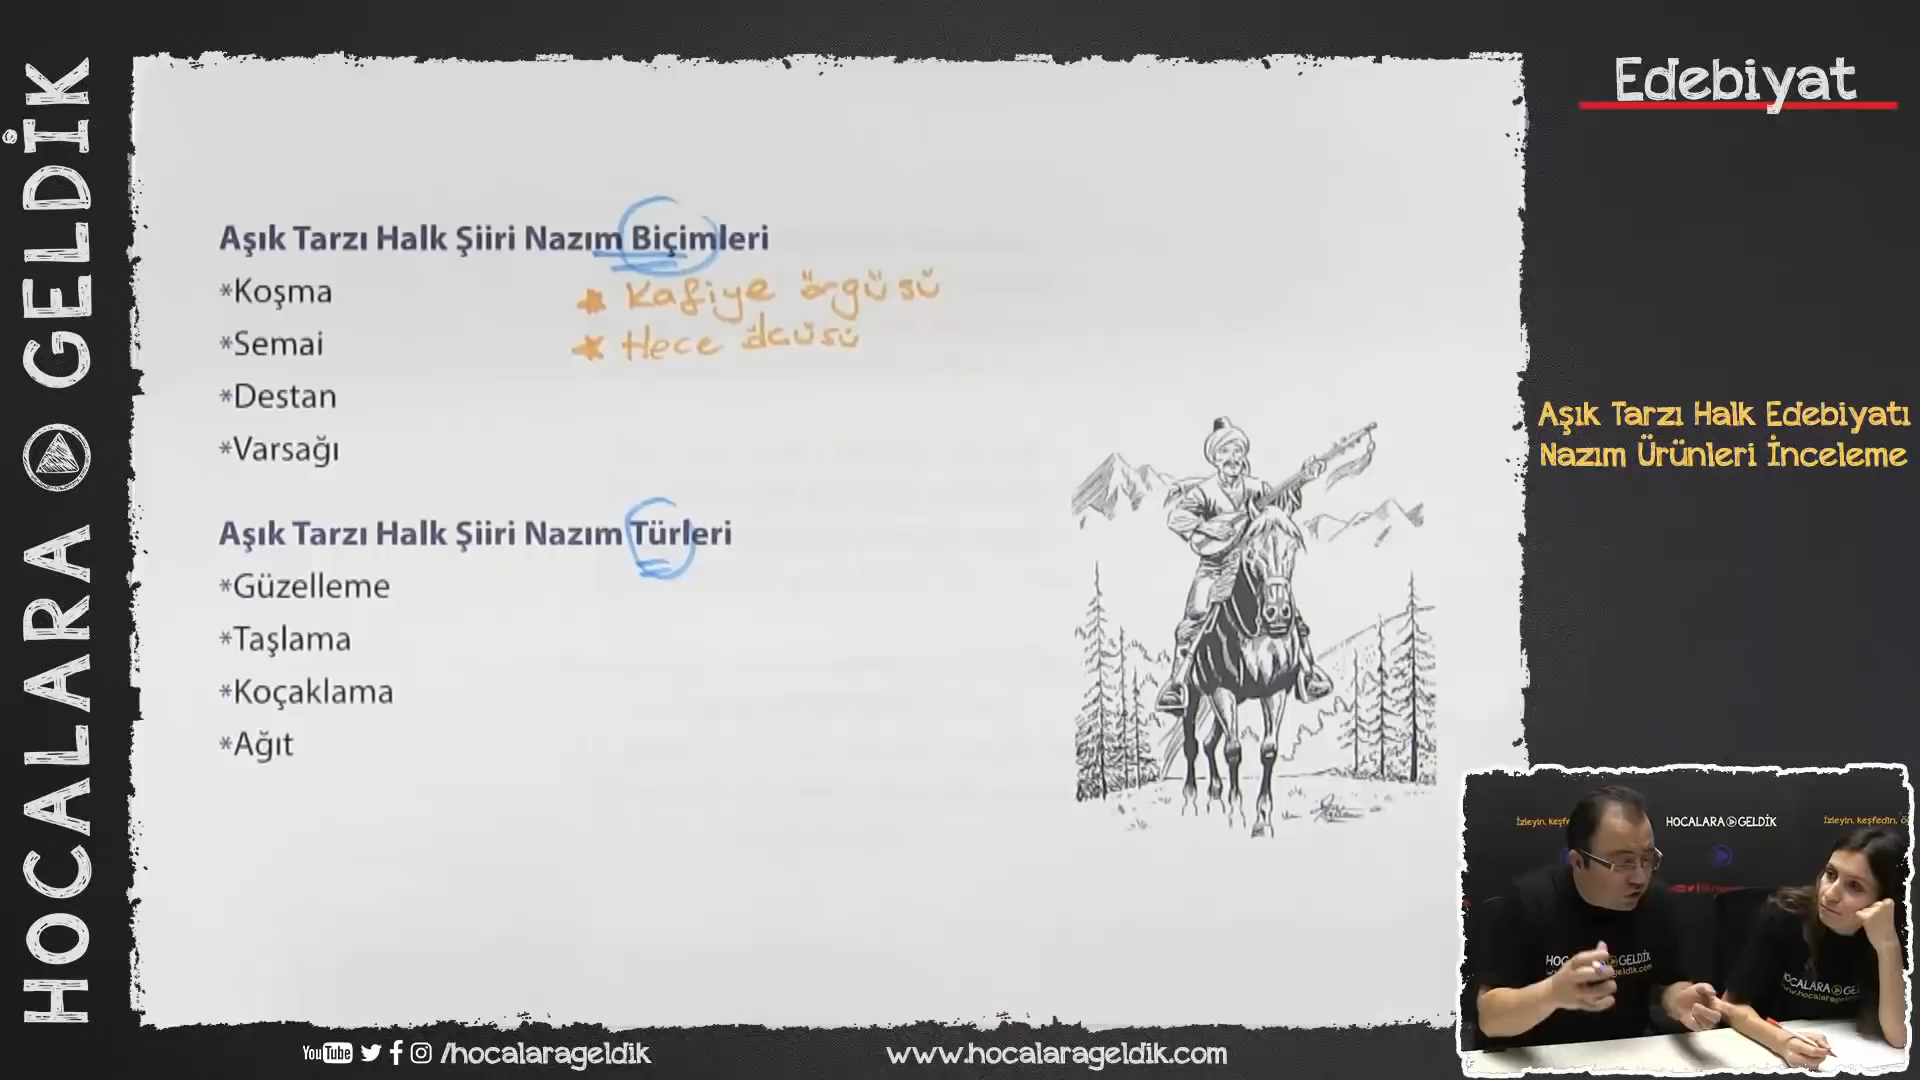 HOCALARA GELDİK
Edebiyat
Aşık Tarzı Halk Şiiri Nazım Biçimleri
*Koşma
* Kafiye örgüsü
*Semai
* Hece ölçüsü
*Destan
*Varsağı
Aşık Tarzı Halk Şiiri Nazım Türleri
*Güzelleme
*Taşlama
*Koçaklama
*Ağıt
Aşık Tarzı Halk Edebiyatı
Nazım Ürünleri İnceleme
HOCALARA GELDİK
YouTube /hocalarageldik
www.hocalarageldik.com